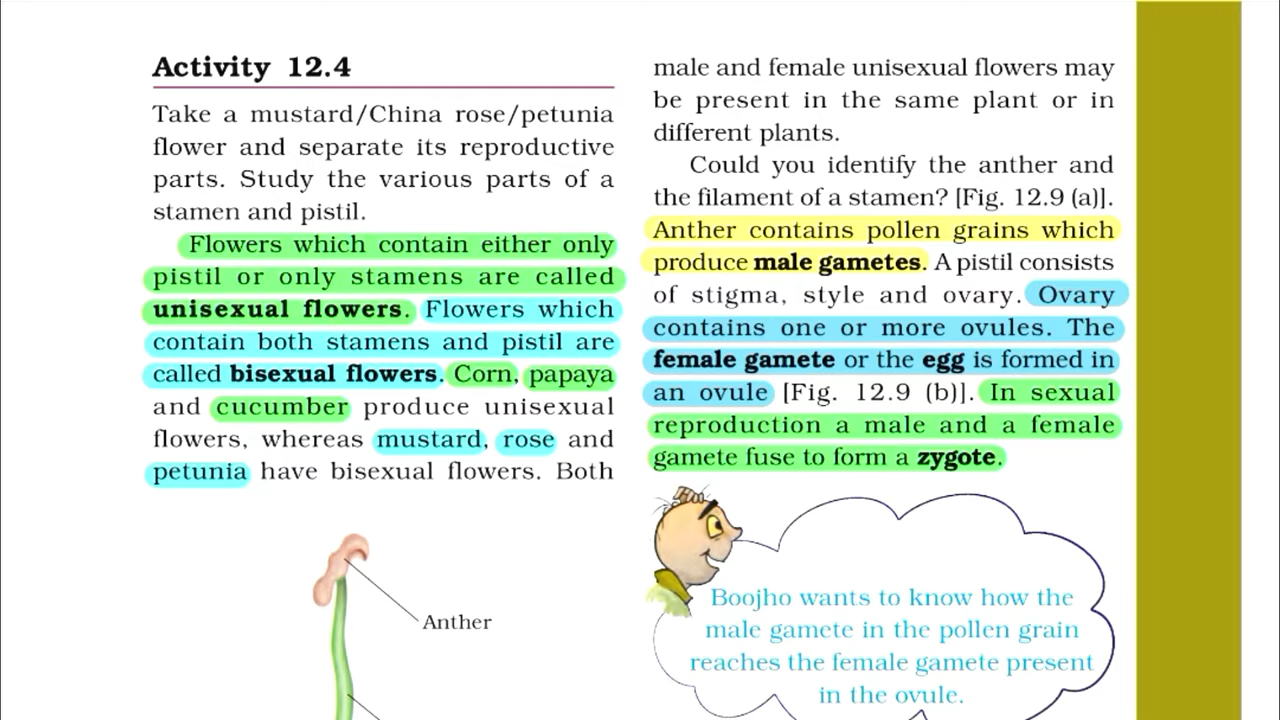 Activity 12.4
Take a mustard/China rose/petunia
flower and separate its reproductive
parts. Study the various parts of a
stamen and pistil.
Flowers which contain either only
pistil or only stamens are called
unisexual flowers. Flowers which
contain both stamens and pistil are
called bisexual flowers. Corn, papaya
and cucumber produce unisexual
flowers, whereas mustard, rose and
petunia have bisexual flowers. Both
Anther
male and female unisexual flowers may
be present in the same plant or in
different plants.
Could you identify the anther and
the filament of a stamen? [Fig. 12.9 (a)].
Anther contains pollen grains which
produce male gametes. A pistil consists
of stigma, style and ovary. Ovary
contains one or more ovules. The
female gamete or the egg is formed in
an ovule [Fig. 12.9 (b)]. In sexual
reproduction a male and a female
gamete fuse to form a zygote.
Boojho wants to know how the
male gamete in the pollen grain
reaches the female gamete present
in the ovule.